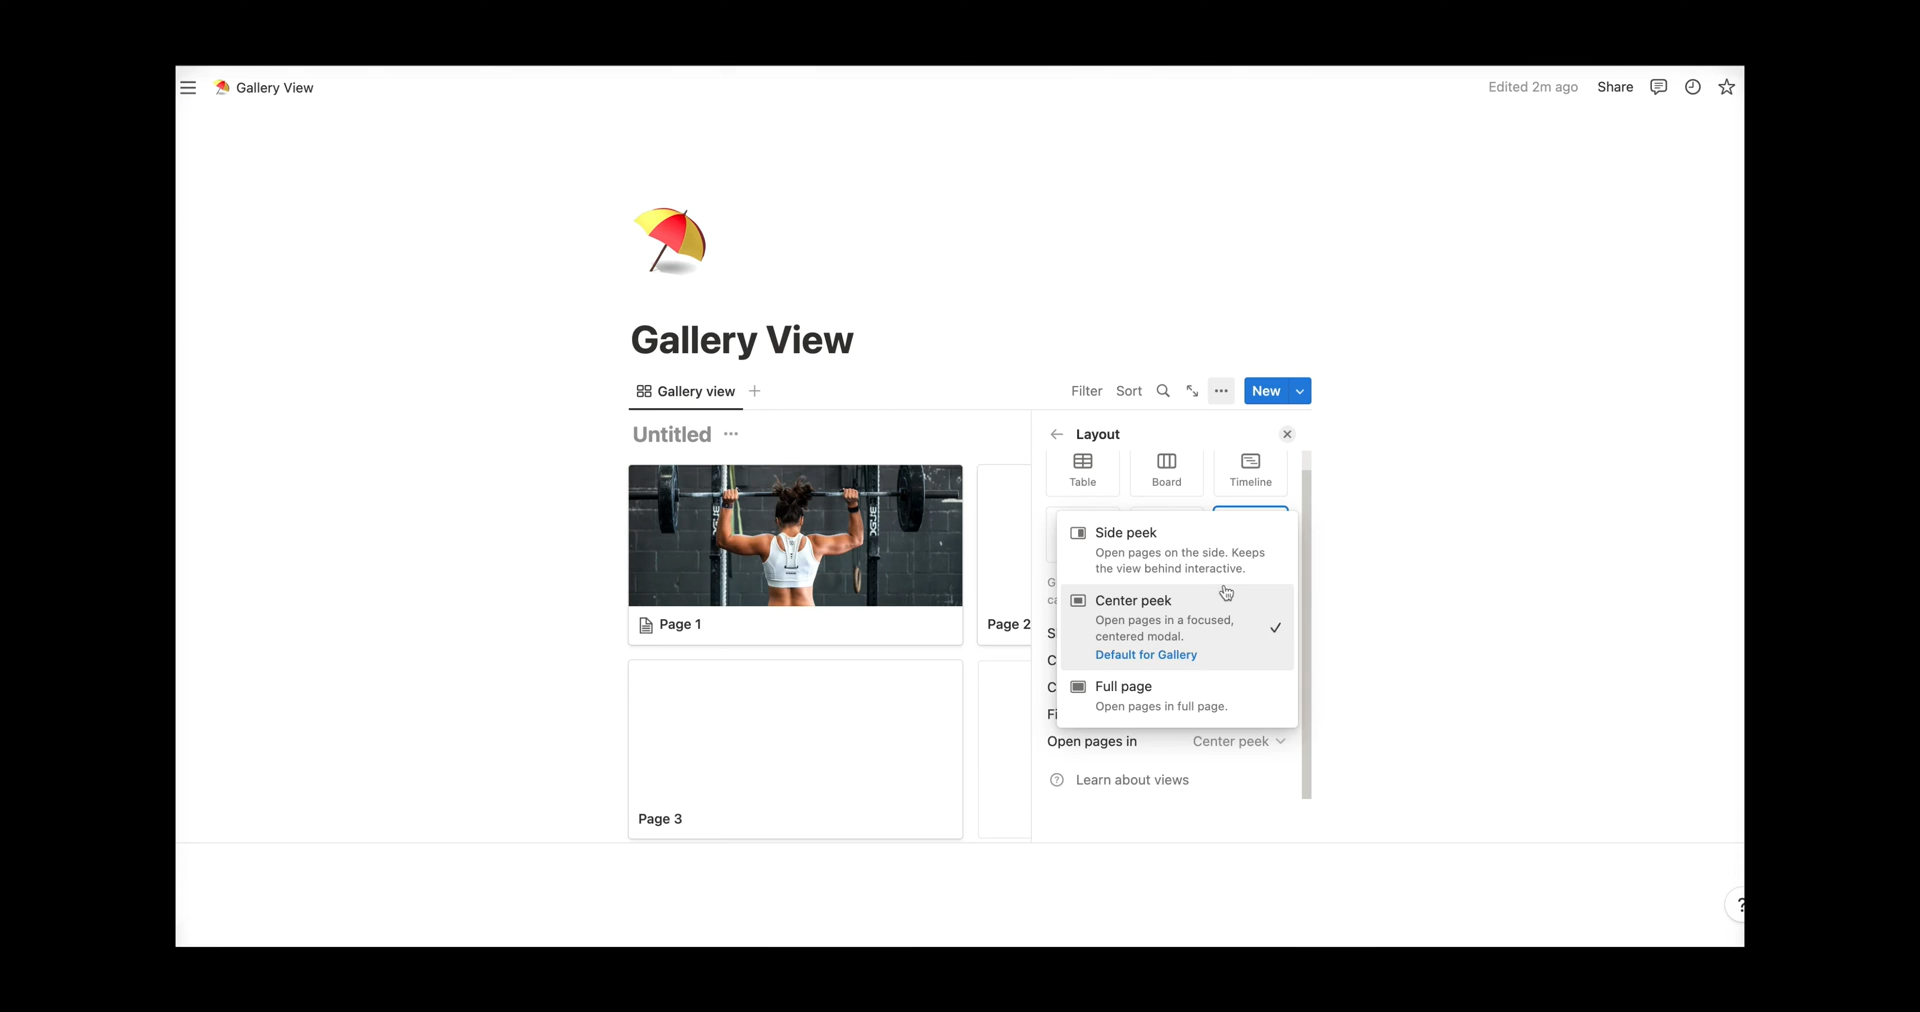 Gallery View
Edited 2m ago
Share
Gallery View
Gallery view
Filter
Sort
New
Untitled
Layout
Table
Board
Timeline
Side peek
Open pages on the side. Keeps
the view behind interactive.
Center peek
Open pages in a focused,
centered modal.
Default for Gallery
Full page
Open pages in full page.
Open pages in
Center peek
Learn about views
Page 1
Page 2
Page 3